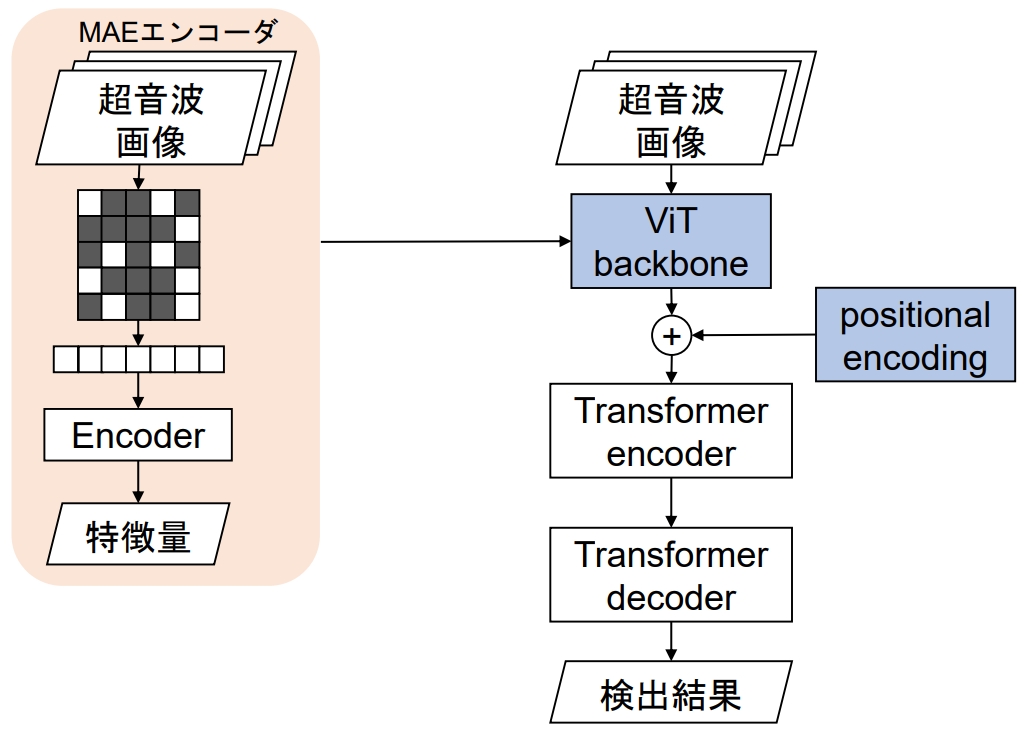 MAEエンコーダ
超音波
画像
Encoder
特徴量
超音波
画像
ViT
backbone
+
positional
encoding
Transformer
encoder
Transformer
decoder
検出結果